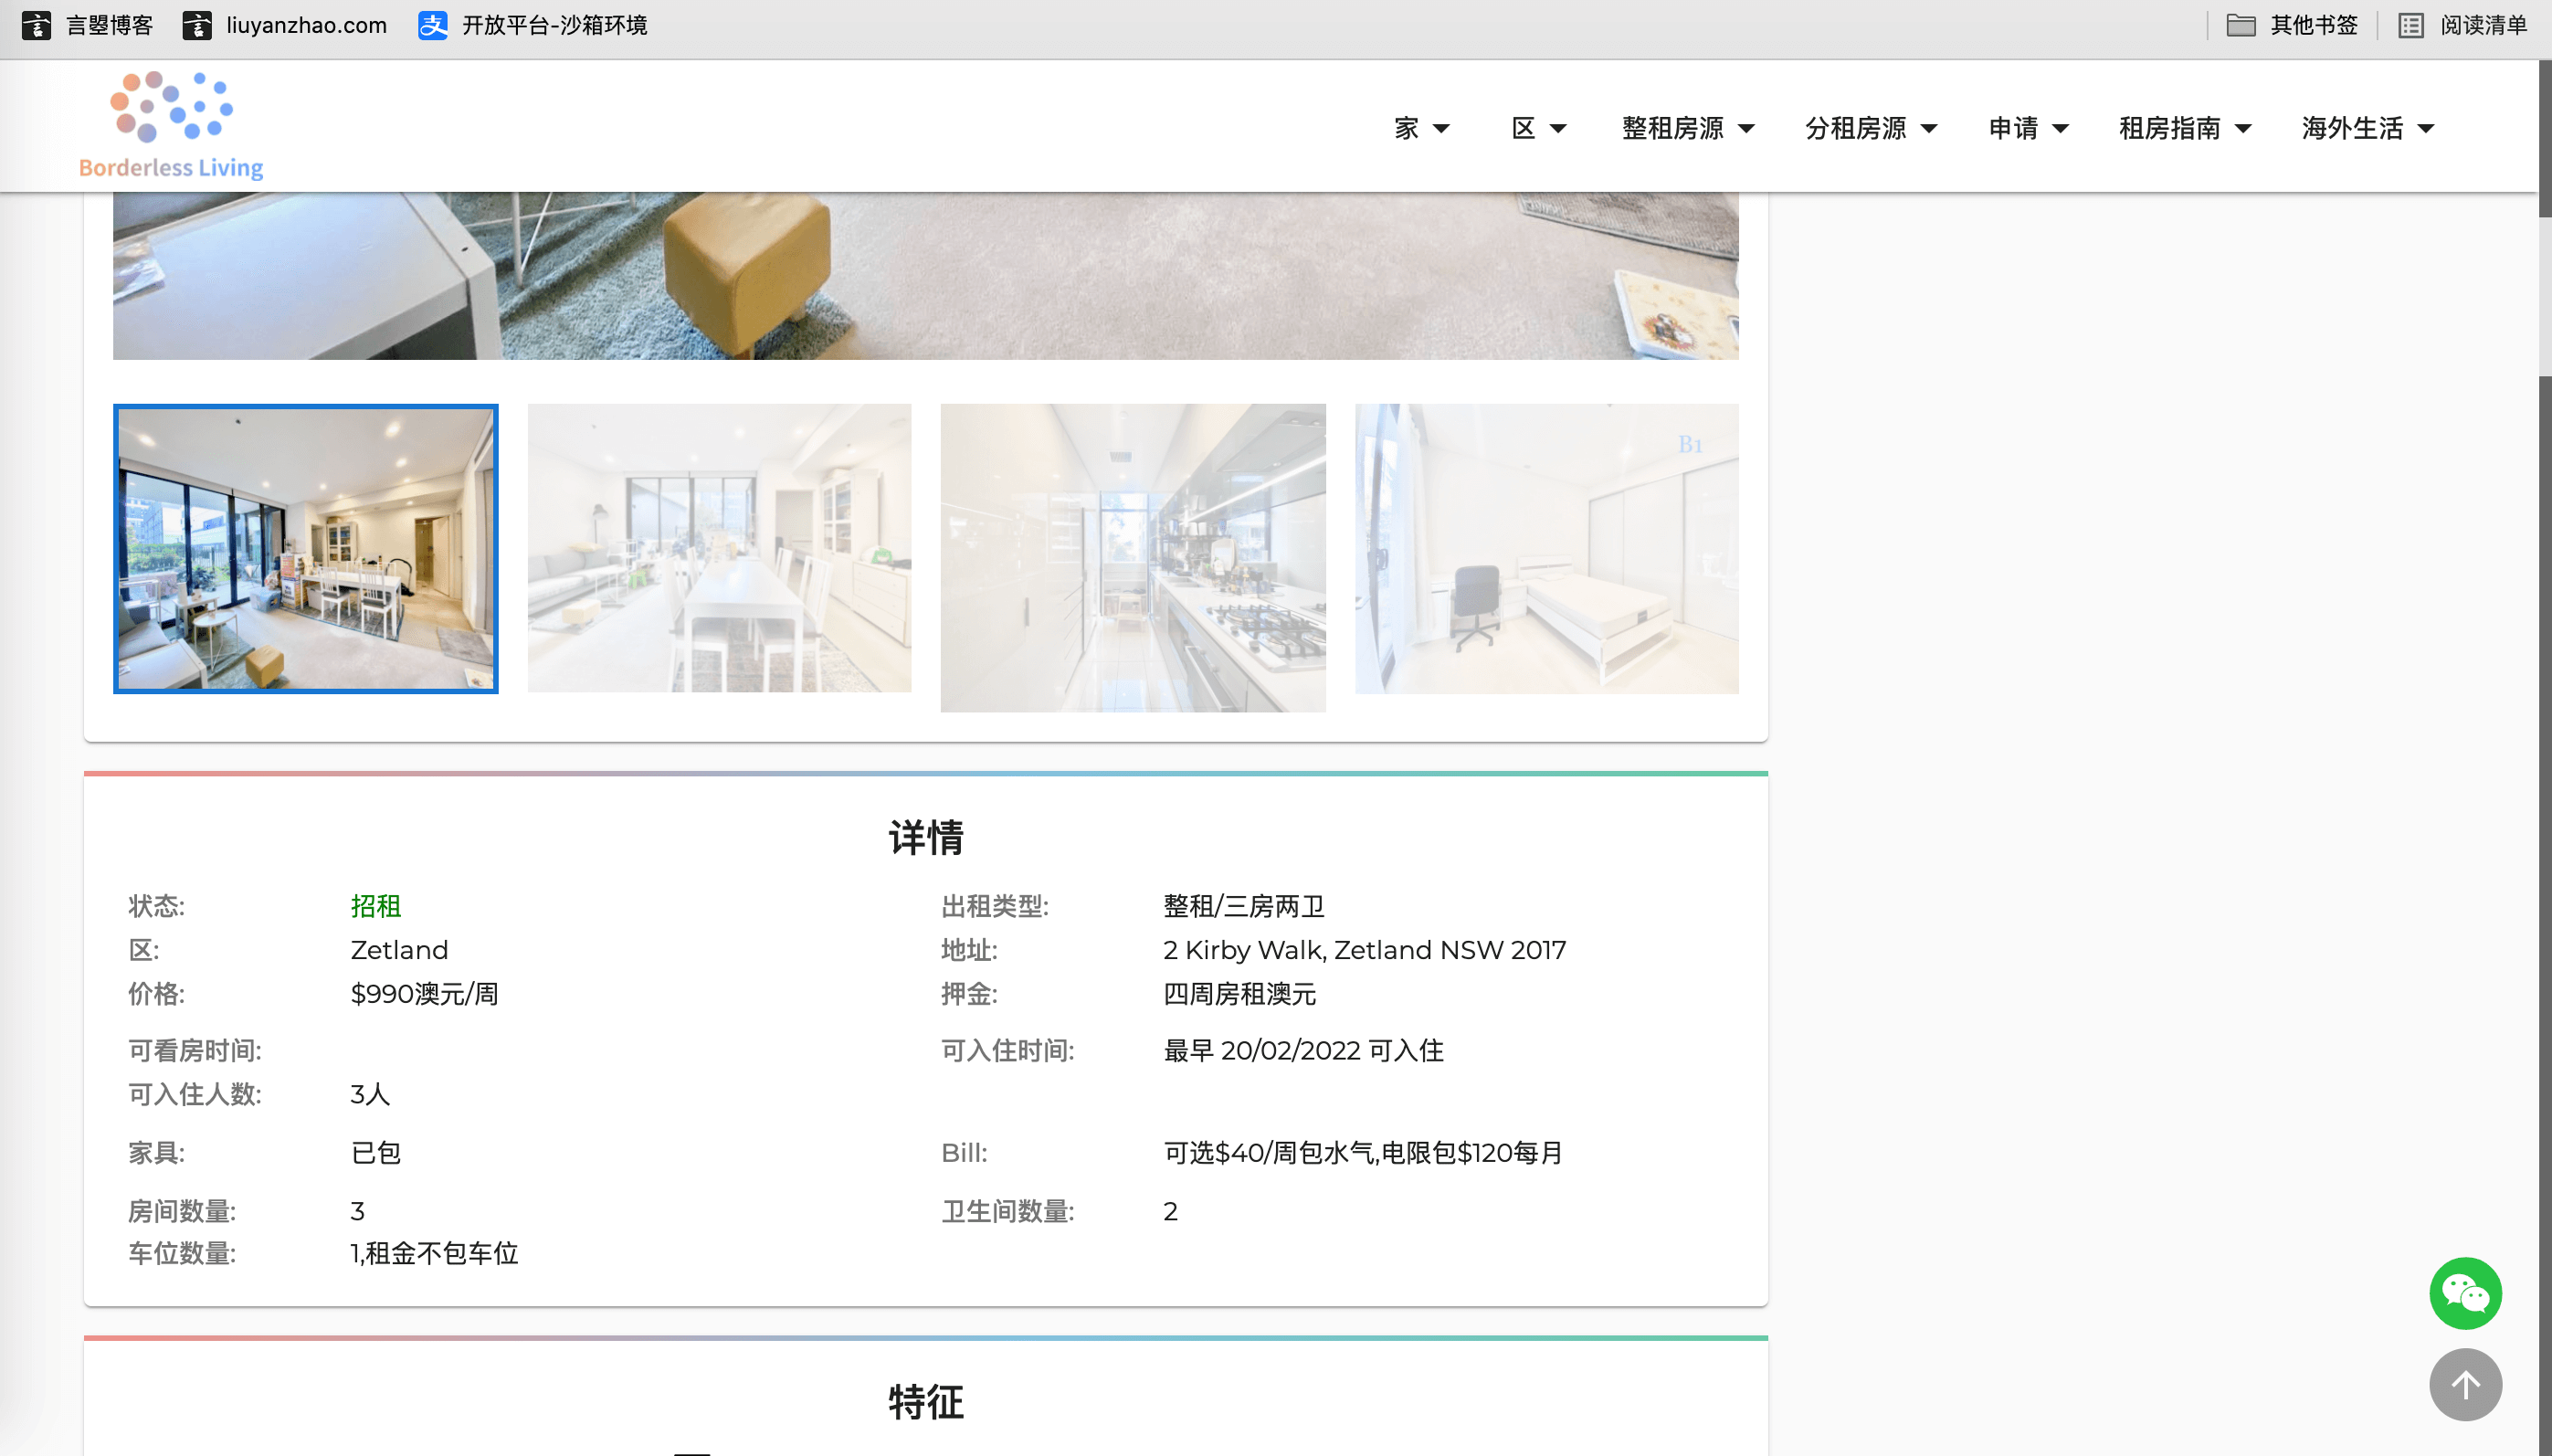 言曌博客 liuyanzhao.com 开放平台-沙箱环境 其他书签 阅读清单
Borderless Living
家 区 整租房源 分租房源 申请 租房指南 海外生活
B1
详情
状态: 招租 出租类型: 整租/三房两卫
区: Zetland 地址: 2 Kirby Walk, Zetland NSW 2017
价格: $990澳元/周 押金: 四周房租澳元
可看房时间: 可入住时间: 最早 20/02/2022 可入住
可入住人数: 3人
家具: 已包 Bill: 可选$40/周包水气,电限包$120每月
房间数量: 3 卫生间数量: 2
车位数量: 1,租金不包车位
特征